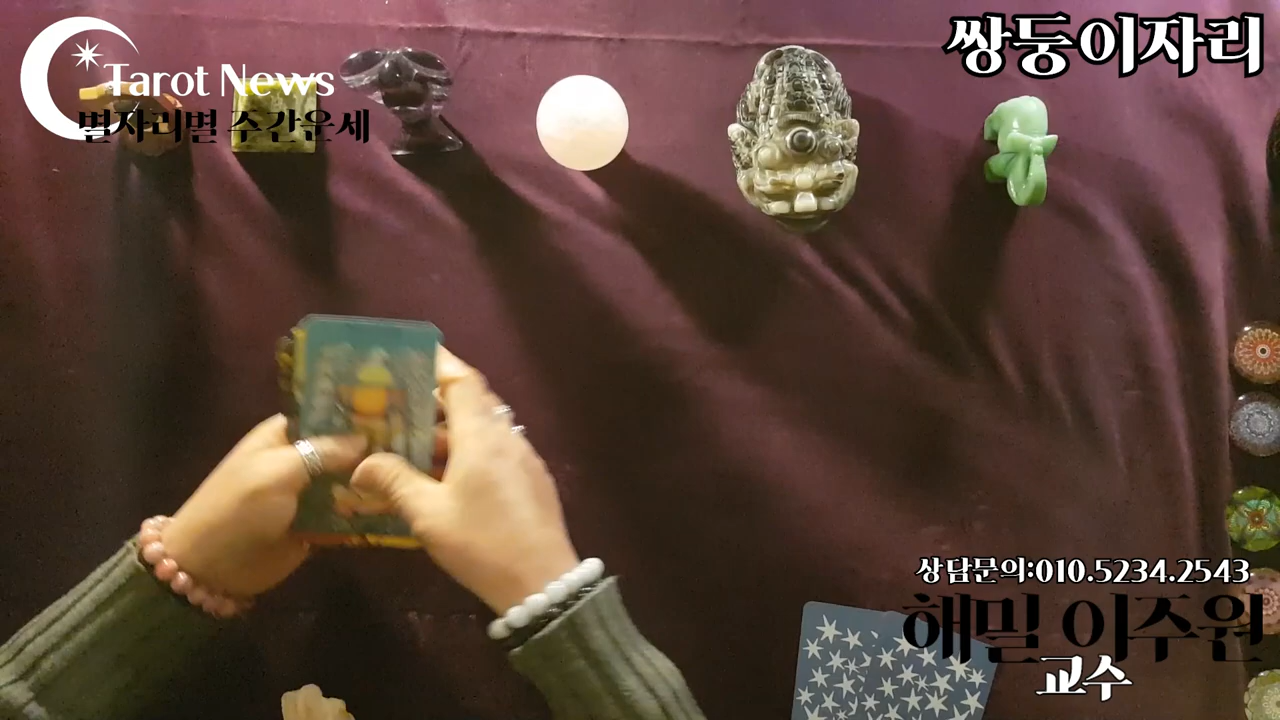 Tarot News
별자리별 주간운세
쌍둥이자리
상담문의:010.5234.2543
해밀 이주원
교수